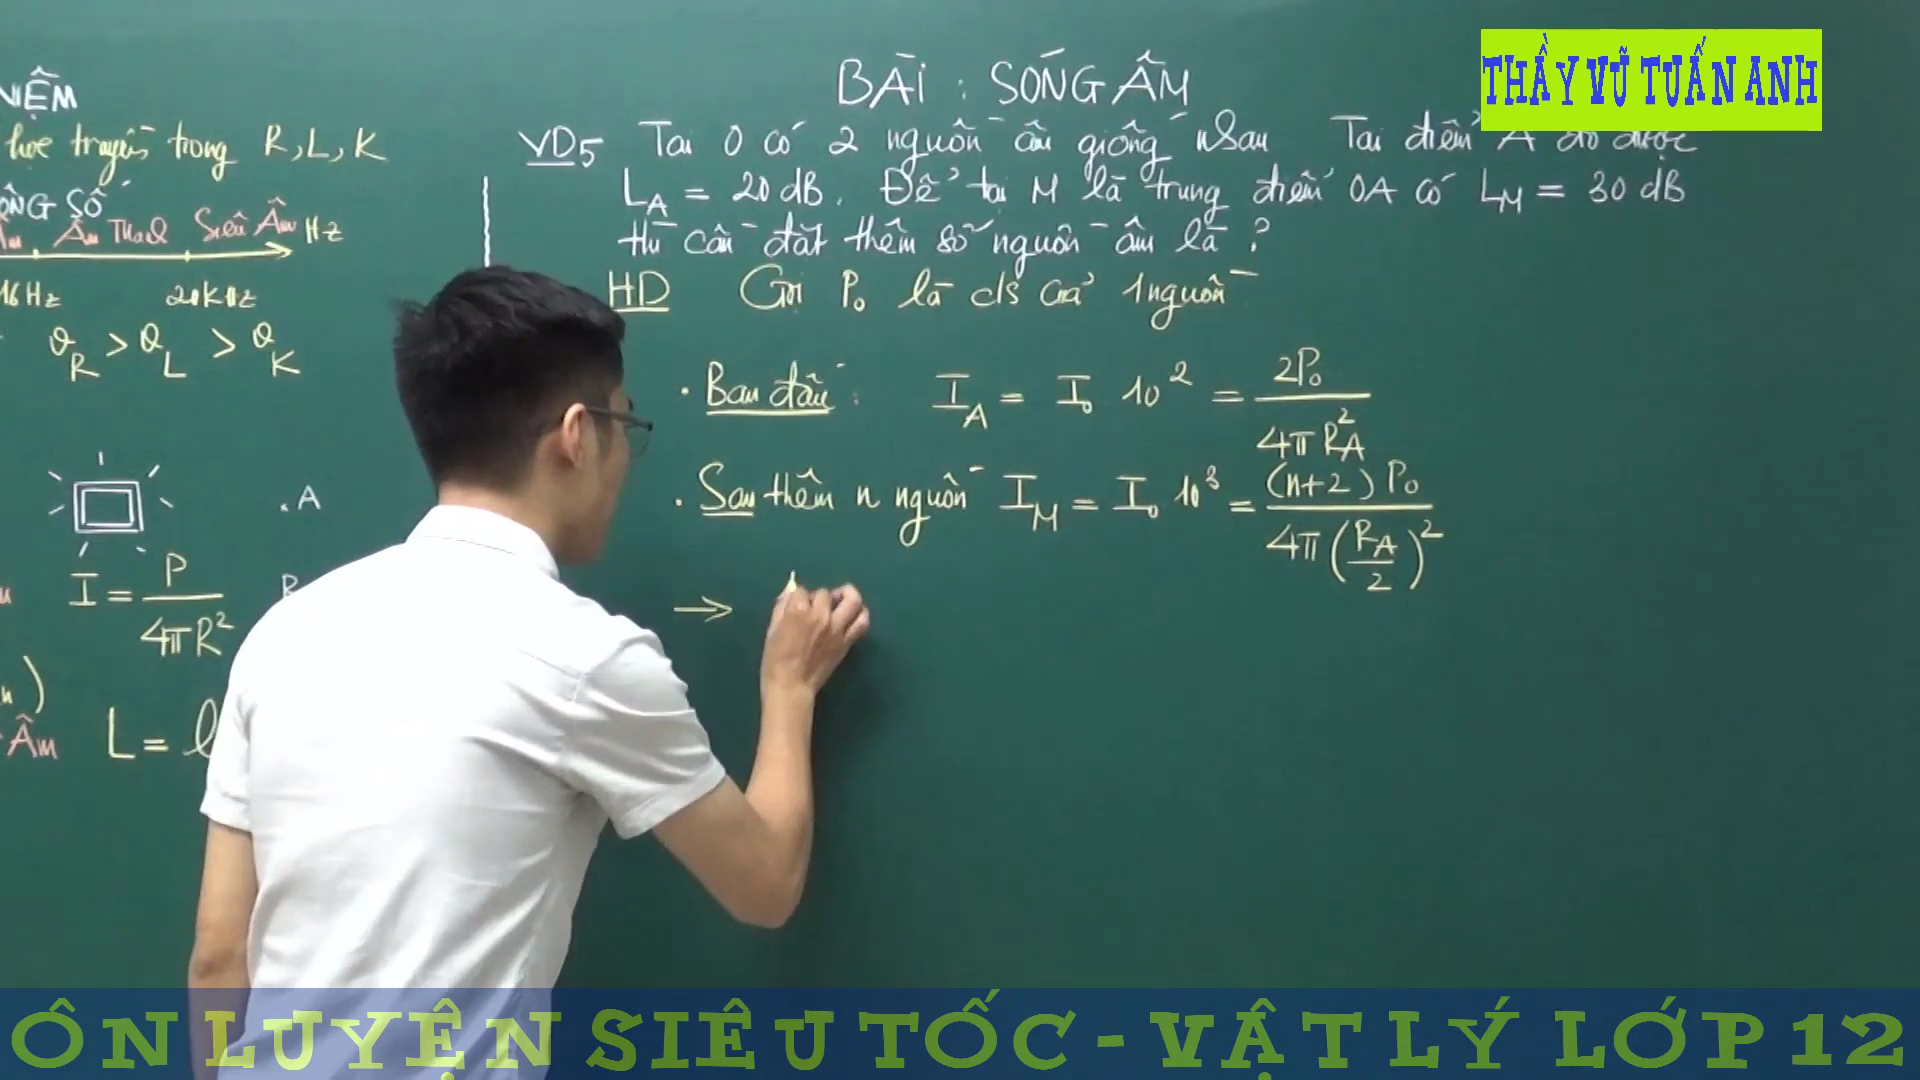 BÀI : SÓNG ÂM
THẦY VŨ TUẤN ANH
VD5 Tại O có 2 nguồn âm giống nhau Tại điểm A đo được
LA = 20 dB. Để tại M là trung điểm OA có LM = 30 dB
thì cần đặt thêm số nguồn âm là ?
HD Gọi P₀ là c/s của 1 nguồn
. Ban đầu : I_A = I₀ 10² = 2P₀ / 4πR_A²
. Sau thêm n nguồn I_M = I₀ 10³ = (n+2) P₀ / 4π(R_A/2)²
→
NIỆM
học truyền trong R, L, K
ỒNG SỐ
Âm Thanh Siêu Âm Hz
16Hz 20KHz
v_R > v_L > v_K
. A
I = P / 4πR²
B
Âm L = l
ÔN LUYỆN SIÊU TỐC - VẬT LÝ LỚP 12